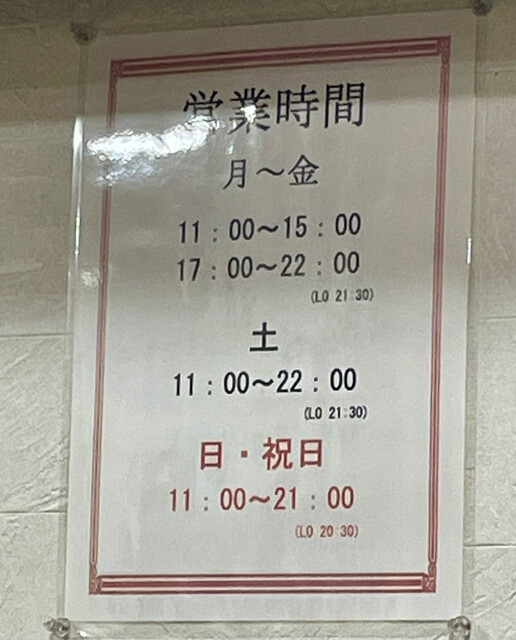 営業時間
月～金
11：00～15：00
17：00～22：00
(LO 21:30)
土
11：00～22：00
(LO 21:30)
日・祝日
11：00～21：00
(LO 20:30)